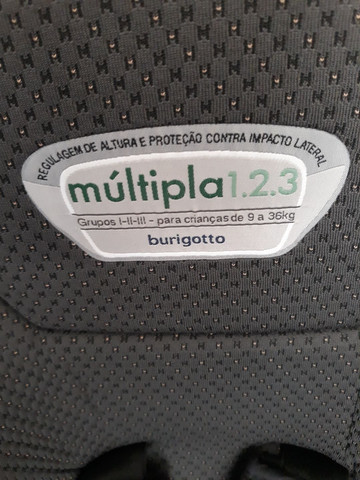 REGULAGEM DE ALTURA E PROTEÇÃO CONTRA IMPACTO LATERAL
múltipla1.2.3
Grupos I-II-III - para crianças de 9 a 36kg
burigotto